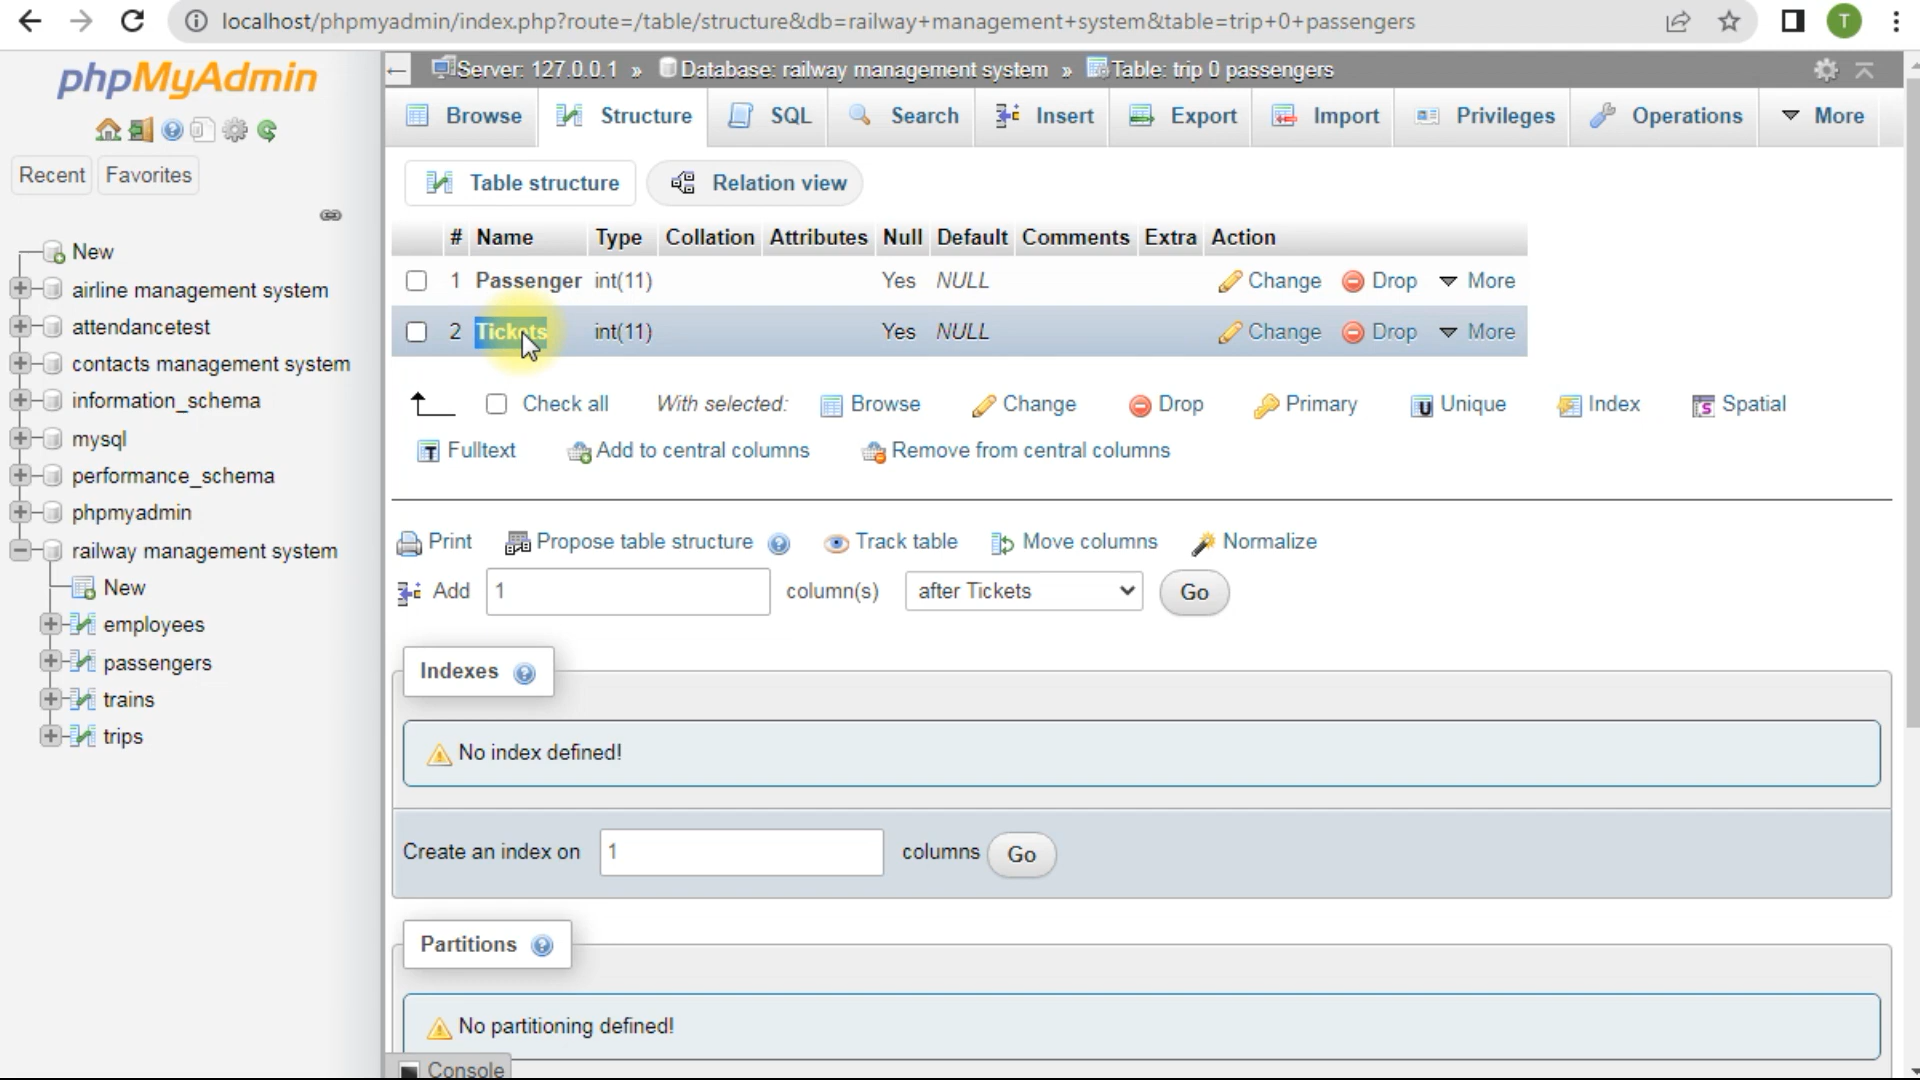 localhost/phpmyadmin/index.php?route=/table/structure&db=railway+management+system&table=trip+0+passengers
T
phpMyAdmin
Recent Favorites
New
airline management system
attendancetest
contacts management system
information_schema
mysql
performance_schema
phpmyadmin
railway management system
New
employees
passengers
trains
trips
Server: 127.0.0.1 » Database: railway management system » Table: trip 0 passengers
Browse Structure SQL Search Insert Export Import Privileges Operations More
Table structure Relation view
# Name Type Collation Attributes Null Default Comments Extra Action
1 Passenger int(11) Yes NULL Change Drop More
2 Tickets int(11) Yes NULL Change Drop More
Check all With selected: Browse Change Drop Primary Unique Index Spatial
Fulltext Add to central columns Remove from central columns
Print Propose table structure Track table Move columns Normalize
Add 1 column(s) after Tickets Go
Indexes
No index defined!
Create an index on 1 columns Go
Partitions
No partitioning defined!
Console